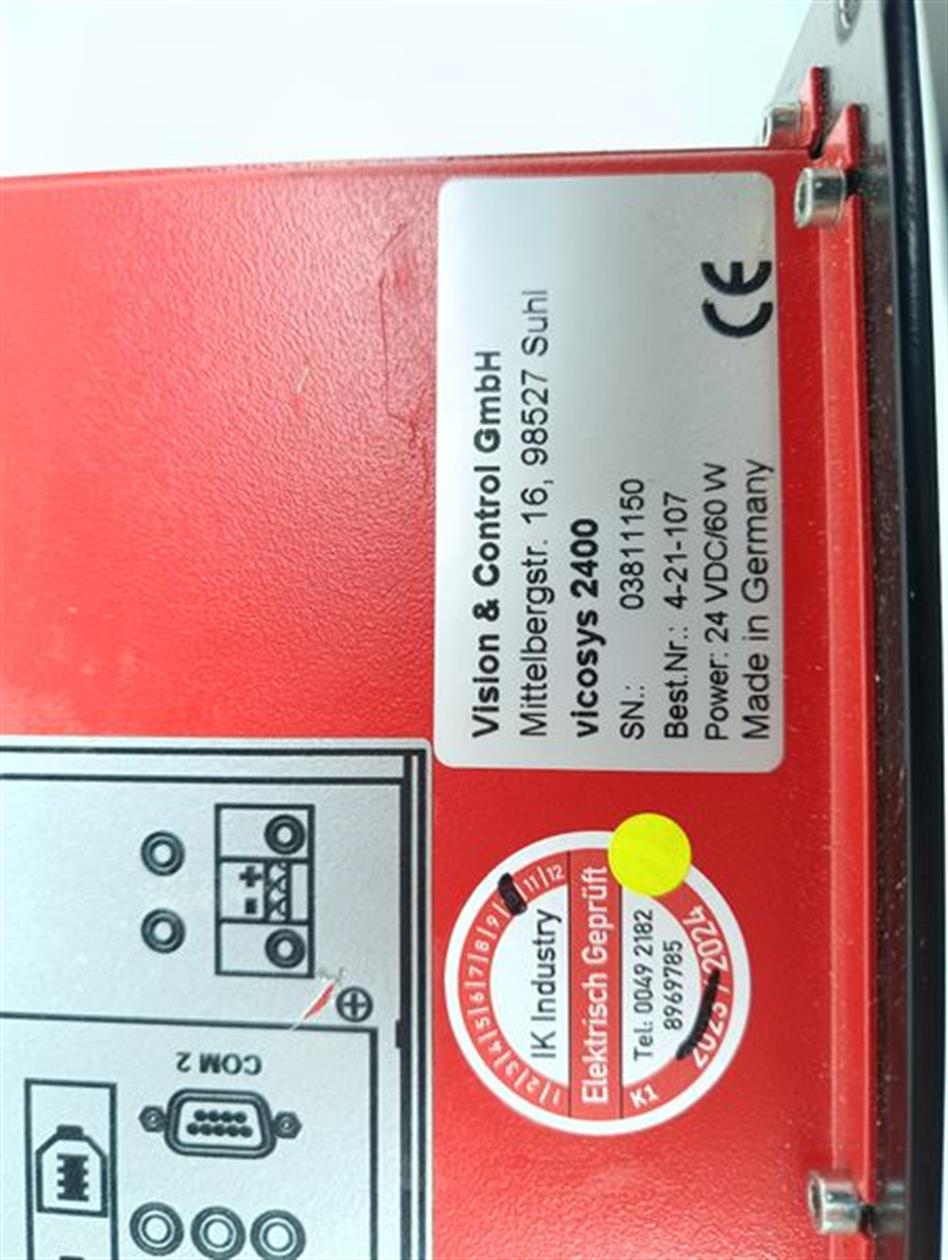 Vision & Control GmbH
Mittelbergstr. 16, 98527 Suhl
vicosys 2400
SN.: 03811150
Best.Nr.: 4-21-107
Power: 24 VDC/60 W
Made in Germany
CE
1/2/3/4/5/6/7/8/9/ /11/12
IK Industry
Elektrisch Geprüft
Tel: 0049 2182
8969785
K1 2023/2024
COM 2
- +